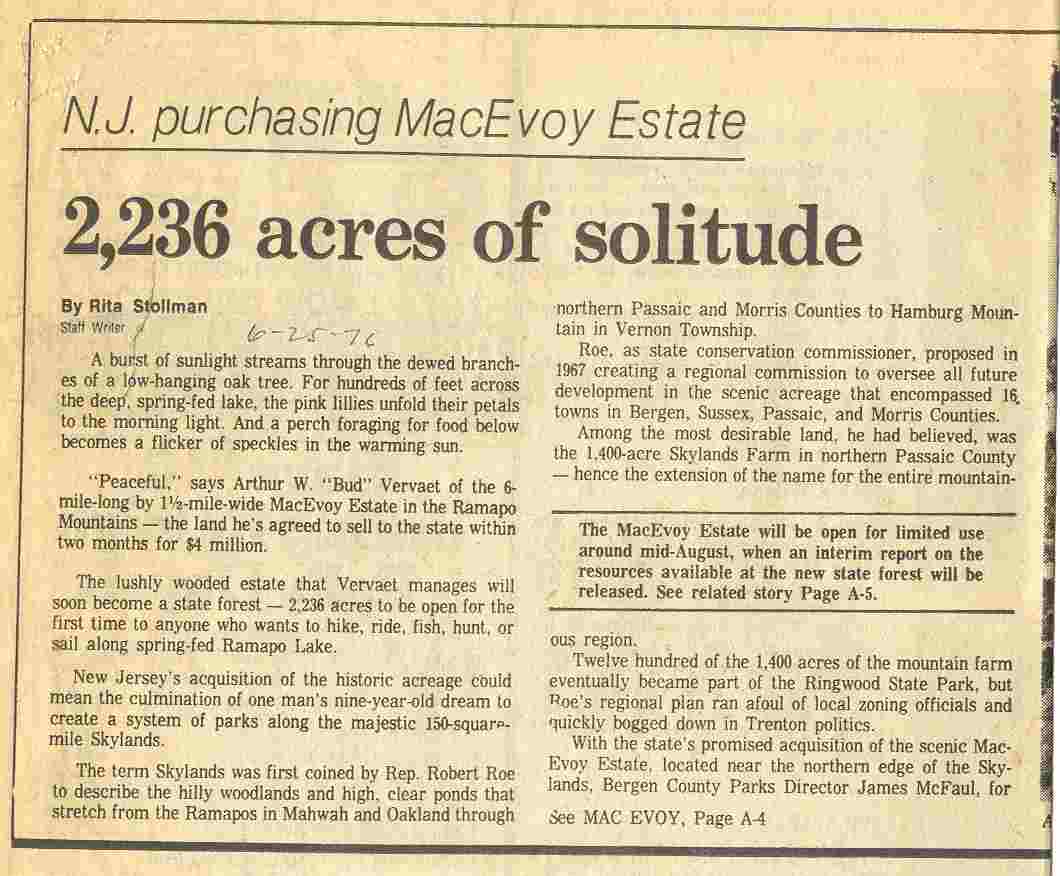 N.J. purchasing MacEvoy Estate
2,236 acres of solitude
By Rita Stollman
Staff Writer
6-25-76
A burst of sunlight streams through the dewed branch-
es of a low-hanging oak tree. For hundreds of feet across
the deep, spring-fed lake, the pink lillies unfold their petals
to the morning light. And a perch foraging for food below
becomes a flicker of speckles in the warming sun.
"Peaceful," says Arthur W. "Bud" Vervaet of the 6-
mile-long by 1½-mile-wide MacEvoy Estate in the Ramapo
Mountains — the land he's agreed to sell to the state within
two months for $4 million.
The lushly wooded estate that Vervaet manages will
soon become a state forest — 2,236 acres to be open for the
first time to anyone who wants to hike, ride, fish, hunt, or
sail along spring-fed Ramapo Lake.
New Jersey's acquisition of the historic acreage could
mean the culmination of one man's nine-year-old dream to
create a system of parks along the majestic 150-square-
mile Skylands.
The term Skylands was first coined by Rep. Robert Roe
to describe the hilly woodlands and high, clear ponds that
stretch from the Ramapos in Mahwah and Oakland through
northern Passaic and Morris Counties to Hamburg Moun-
tain in Vernon Township.
Roe, as state conservation commissioner, proposed in
1967 creating a regional commission to oversee all future
development in the scenic acreage that encompassed 16
towns in Bergen, Sussex, Passaic, and Morris Counties.
Among the most desirable land, he had believed, was
the 1,400-acre Skylands Farm in northern Passaic County
— hence the extension of the name for the entire mountain-
The MacEvoy Estate will be open for limited use
around mid-August, when an interim report on the
resources available at the new state forest will be
released. See related story Page A-5.
ous region.
Twelve hundred of the 1,400 acres of the mountain farm
eventually became part of the Ringwood State Park, but
Roe's regional plan ran afoul of local zoning officials and
quickly bogged down in Trenton politics.
With the state's promised acquisition of the scenic Mac-
Evoy Estate, located near the northern edge of the Sky-
lands, Bergen County Parks Director James McFaul, for
See MAC EVOY, Page A-4